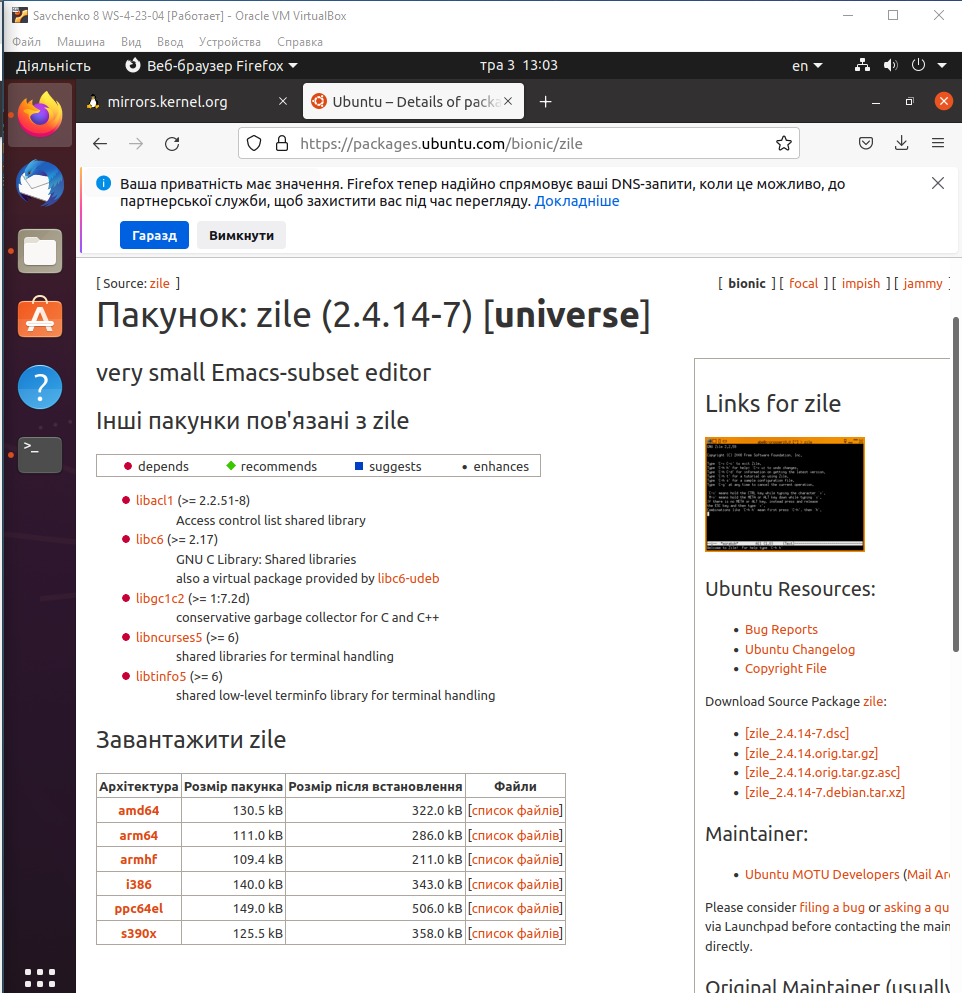 Savchenko 8 WS-4-23-04 [Работает] - Oracle VM VirtualBox
Файл Машина Вид Ввод Устройства Справка
Діяльність Веб-браузер Firefox тра 3 13:03 en
mirrors.kernel.org Ubuntu – Details of packa
https://packages.ubuntu.com/bionic/zile
Ваша приватність має значення. Firefox тепер надійно спрямовує ваші DNS-запити, коли це можливо, до
партнерської служби, щоб захистити вас під час перегляду. Докладніше
Гаразд Вимкнути
[ Source: zile ] [ bionic ] [ focal ] [ impish ] [ jammy ]
Пакунок: zile (2.4.14-7) [universe]
very small Emacs-subset editor
Інші пакунки пов'язані з zile
depends recommends suggests enhances
libacl1 (>= 2.2.51-8)
Access control list shared library
libc6 (>= 2.17)
GNU C Library: Shared libraries
also a virtual package provided by libc6-udeb
libgc1c2 (>= 1:7.2d)
conservative garbage collector for C and C++
libncurses5 (>= 6)
shared libraries for terminal handling
libtinfo5 (>= 6)
shared low-level terminfo library for terminal handling
Завантажити zile
Архітектура Розмір пакунка Розмір після встановлення Файли
amd64 130.5 kB 322.0 kB [список файлів]
arm64 111.0 kB 286.0 kB [список файлів]
armhf 109.4 kB 211.0 kB [список файлів]
i386 140.0 kB 343.0 kB [список файлів]
ppc64el 149.0 kB 506.0 kB [список файлів]
s390x 125.5 kB 358.0 kB [список файлів]
Links for zile
Ubuntu Resources:
Bug Reports
Ubuntu Changelog
Copyright File
Download Source Package zile:
[zile_2.4.14-7.dsc]
[zile_2.4.14.orig.tar.gz]
[zile_2.4.14.orig.tar.gz.asc]
[zile_2.4.14-7.debian.tar.xz]
Maintainer:
Ubuntu MOTU Developers (Mail Ar
Please consider filing a bug or asking a qu
via Launchpad before contacting the main
directly.
Original Maintainer (usually